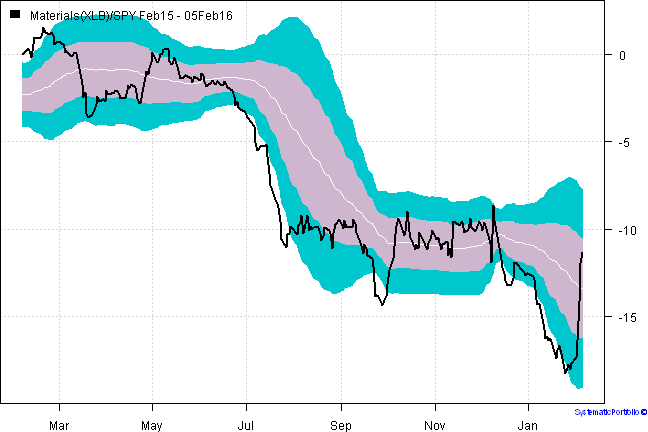 Materials(XLB)/SPY Feb15 - 05Feb16
0
-5
-10
-15
Mar May Jul Sep Nov Jan
SystematicPortfolio ©